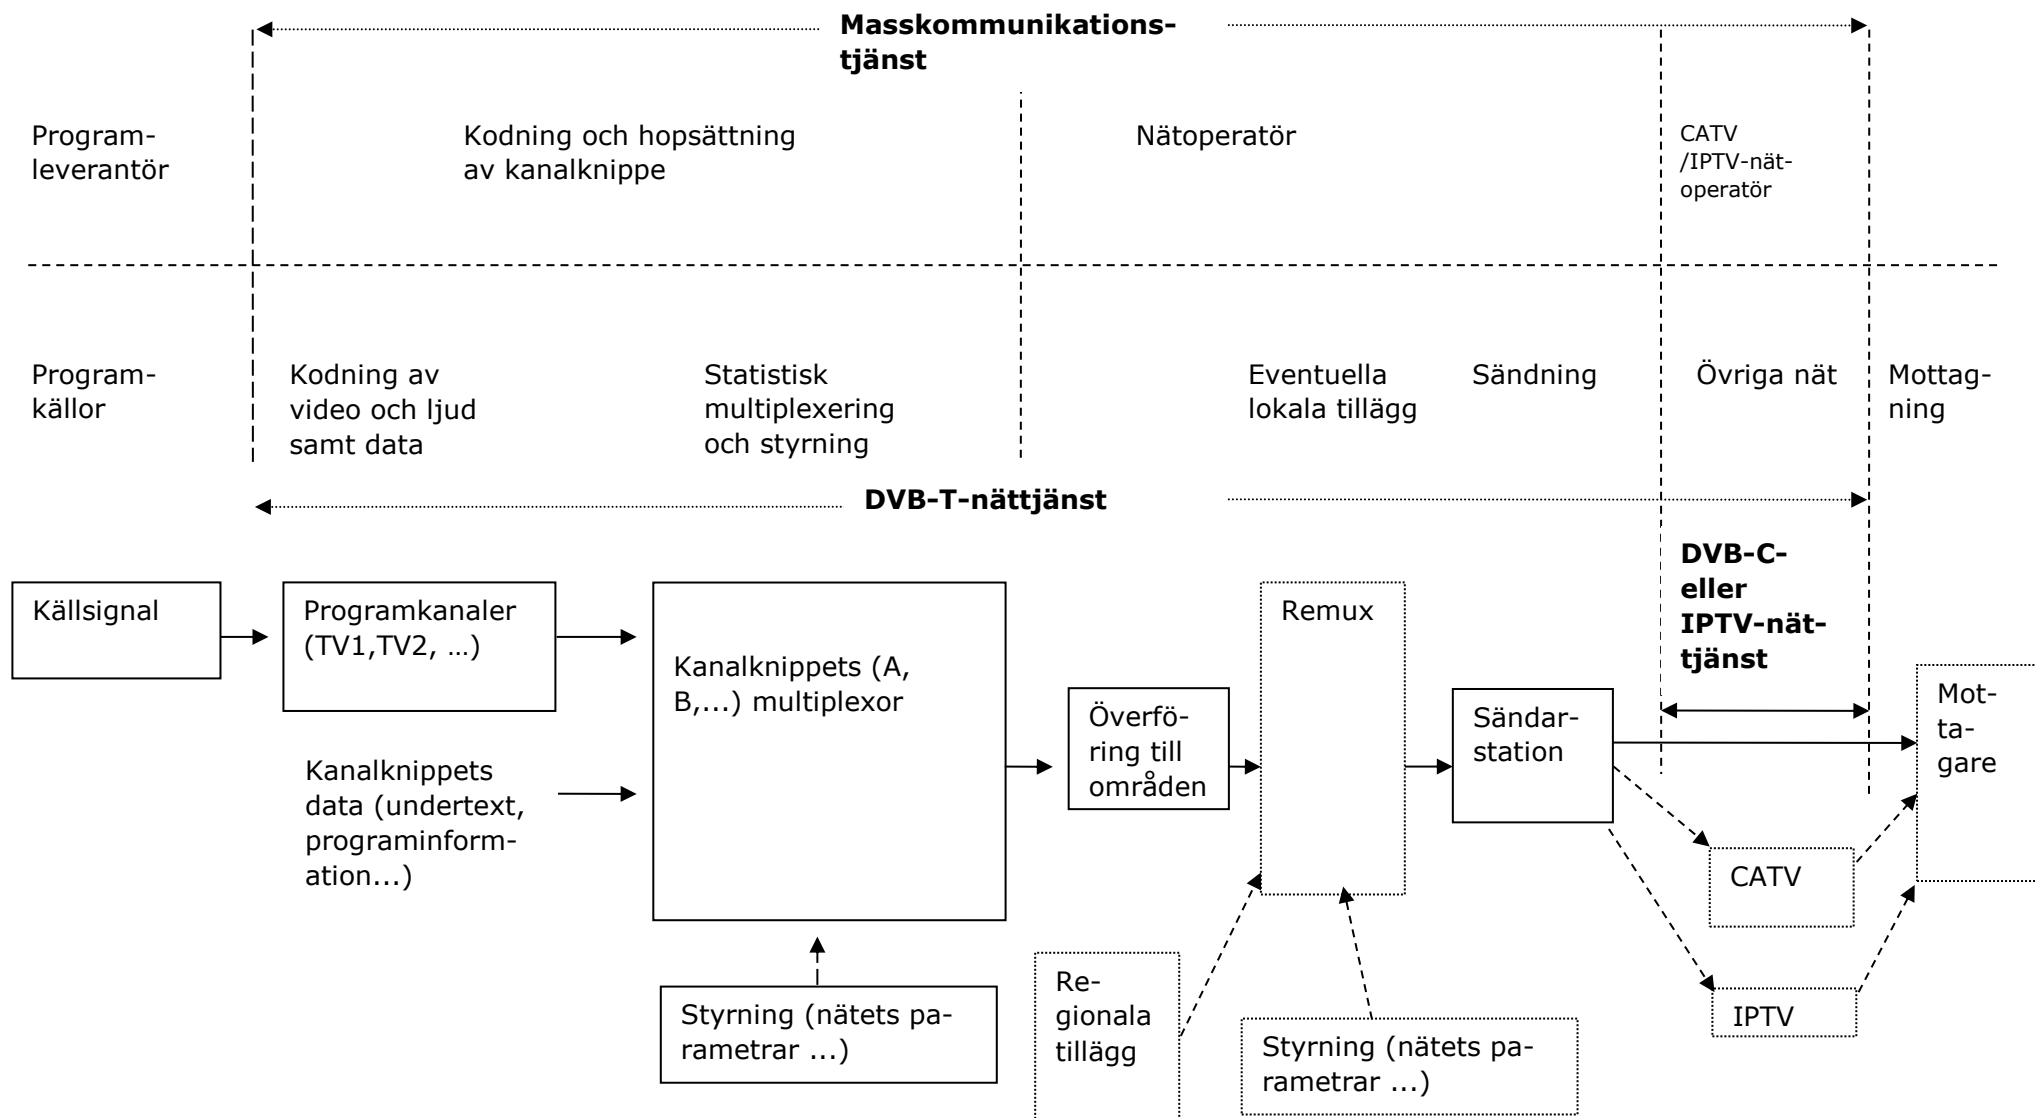 Masskommunikations-
tjänst
Program-
leverantör
Kodning och hopsättning
av kanalknippe
Nätoperatör
CATV
/IPTV-nät-
operatör
Program-
källor
Kodning av
video och ljud
samt data
Statistisk
multiplexering
och styrning
Eventuella
lokala tillägg
Sändning
Övriga nät
Mottag-
ning
DVB-T-nättjänst
DVB-C-
eller
IPTV-nät-
tjänst
Källsignal
Programkanaler
(TV1,TV2, …)
Kanalknippets
data (undertext,
programinform-
ation...)
Kanalknippets (A,
B,...) multiplexor
Styrning (nätets pa-
rametrar ...)
Överfö-
ring till
områden
Remux
Re-
gionala
tillägg
Styrning (nätets pa-
rametrar ...)
Sändar-
station
CATV
IPTV
Mot-
ta-
gare